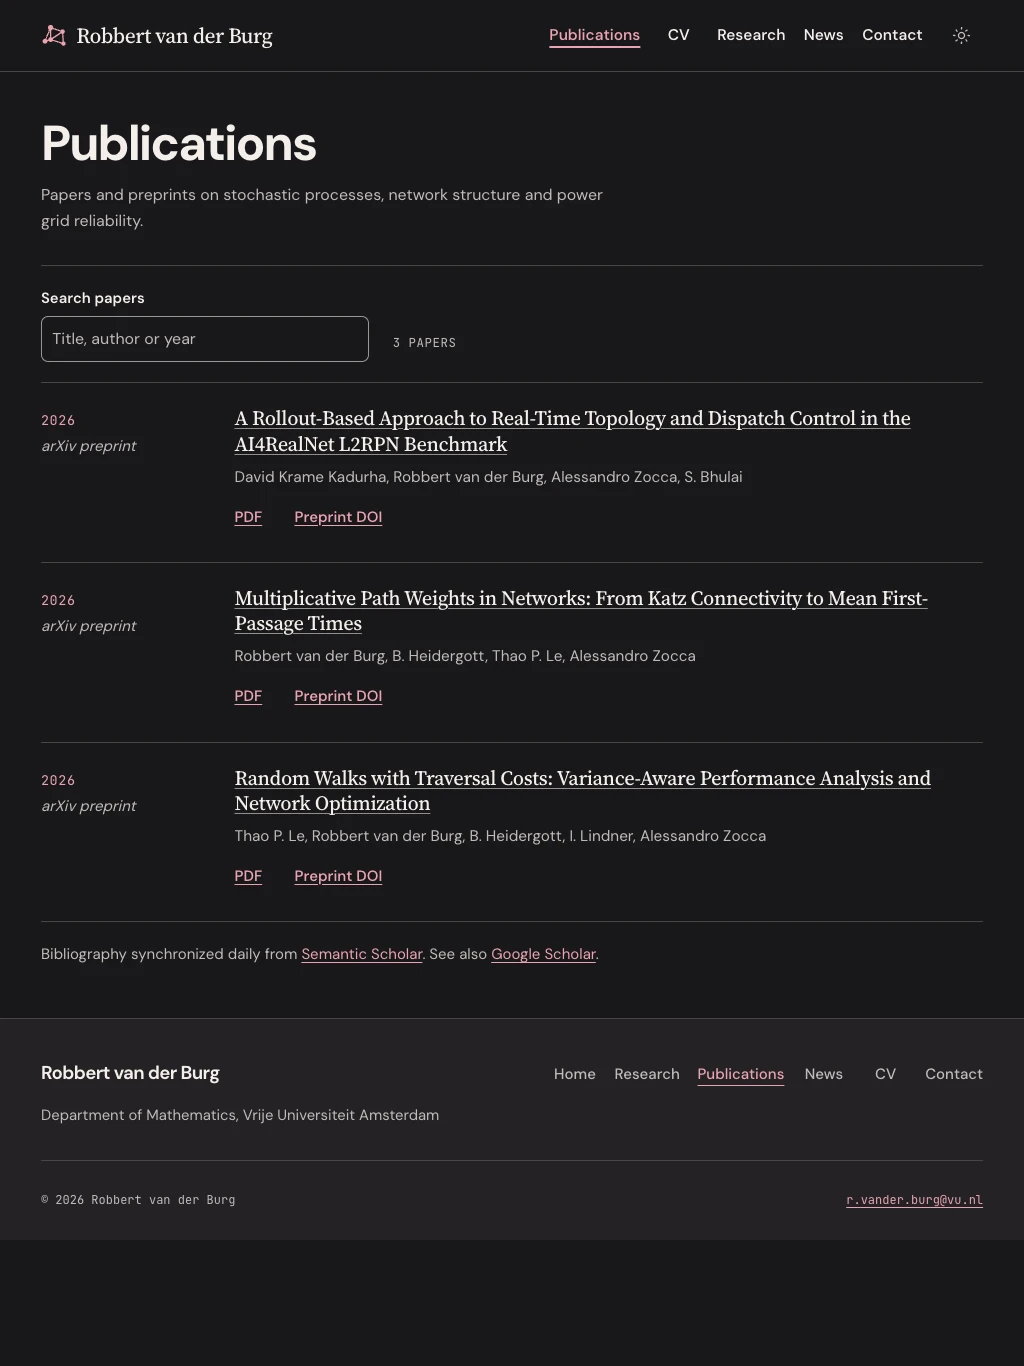 Robbert van der Burg
Publications CV Research News Contact
Publications
Papers and preprints on stochastic processes, network structure and power
grid reliability.
Search papers
Title, author or year
3 PAPERS
2026
arXiv preprint
A Rollout-Based Approach to Real-Time Topology and Dispatch Control in the
AI4RealNet L2RPN Benchmark
David Krame Kadurha, Robbert van der Burg, Alessandro Zocca, S. Bhulai
PDF Preprint DOI
2026
arXiv preprint
Multiplicative Path Weights in Networks: From Katz Connectivity to Mean First-
Passage Times
Robbert van der Burg, B. Heidergott, Thao P. Le, Alessandro Zocca
PDF Preprint DOI
2026
arXiv preprint
Random Walks with Traversal Costs: Variance-Aware Performance Analysis and
Network Optimization
Thao P. Le, Robbert van der Burg, B. Heidergott, I. Lindner, Alessandro Zocca
PDF Preprint DOI
Bibliography synchronized daily from Semantic Scholar. See also Google Scholar.
Robbert van der Burg
Home Research Publications News CV Contact
Department of Mathematics, Vrije Universiteit Amsterdam
© 2026 Robbert van der Burg
r.vander.burg@vu.nl